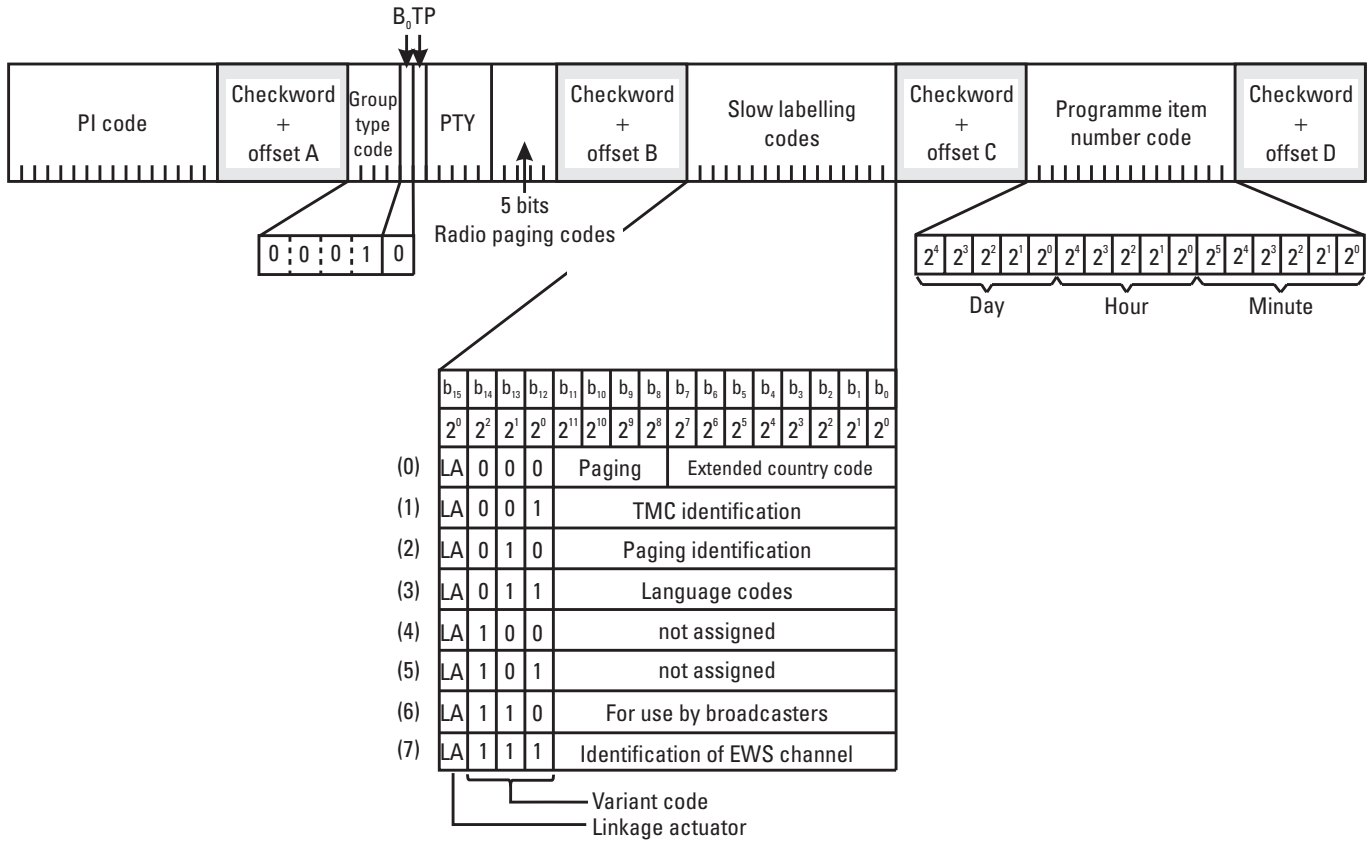 B₀ TP
PI code
Checkword + offset A
Group type code
PTY
Checkword + offset B
Slow labelling codes
Checkword + offset C
Programme item number code
Checkword + offset D
5 bits
Radio paging codes
0 0 0 1 0
2⁴ 2³ 2² 2¹ 2⁰ 2⁴ 2³ 2² 2¹ 2⁰ 2⁵ 2⁴ 2³ 2² 2¹ 2⁰
Day Hour Minute
b₁₅ b₁₄ b₁₃ b₁₂ b₁₁ b₁₀ b₉ b₈ b₇ b₆ b₅ b₄ b₃ b₂ b₁ b₀
2⁰ 2² 2¹ 2⁰ 2¹¹ 2¹⁰ 2⁹ 2⁸ 2⁷ 2⁶ 2⁵ 2⁴ 2³ 2² 2¹ 2⁰
(0) LA 0 0 0 Paging Extended country code
(1) LA 0 0 1 TMC identification
(2) LA 0 1 0 Paging identification
(3) LA 0 1 1 Language codes
(4) LA 1 0 0 not assigned
(5) LA 1 0 1 not assigned
(6) LA 1 1 0 For use by broadcasters
(7) LA 1 1 1 Identification of EWS channel
Variant code
Linkage actuator